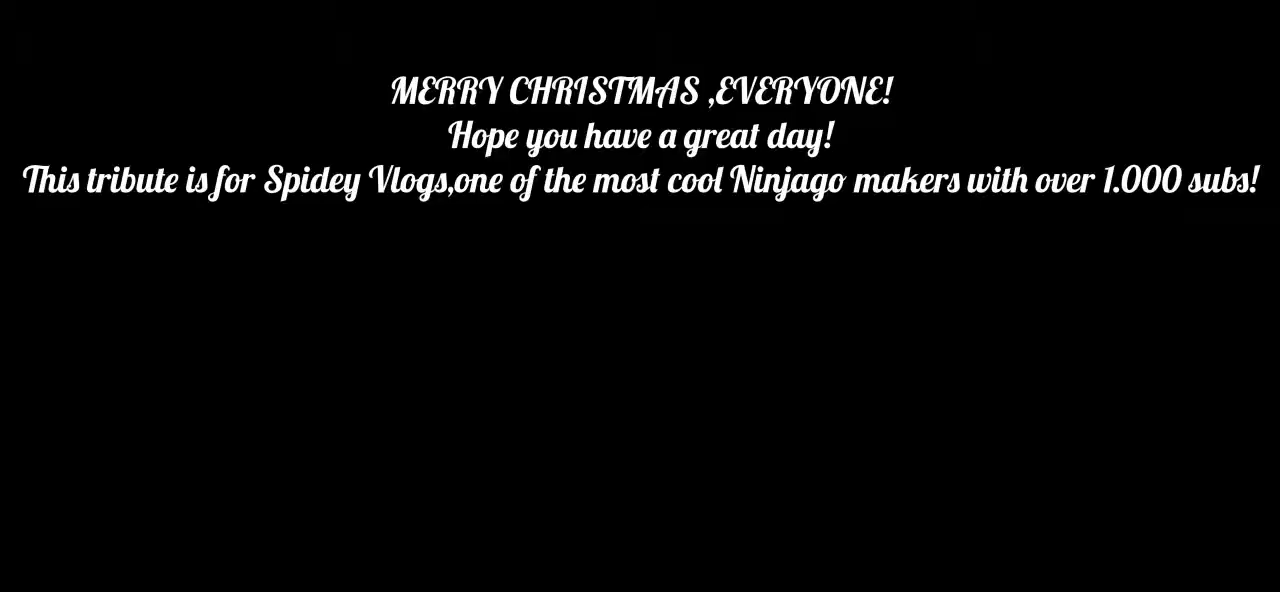 MERRY CHRISTMAS ,EVERYONE!
Hope you have a great day!
This tribute is for Spidey Vlogs,one of the most cool Ninjago makers with over 1.000 subs!